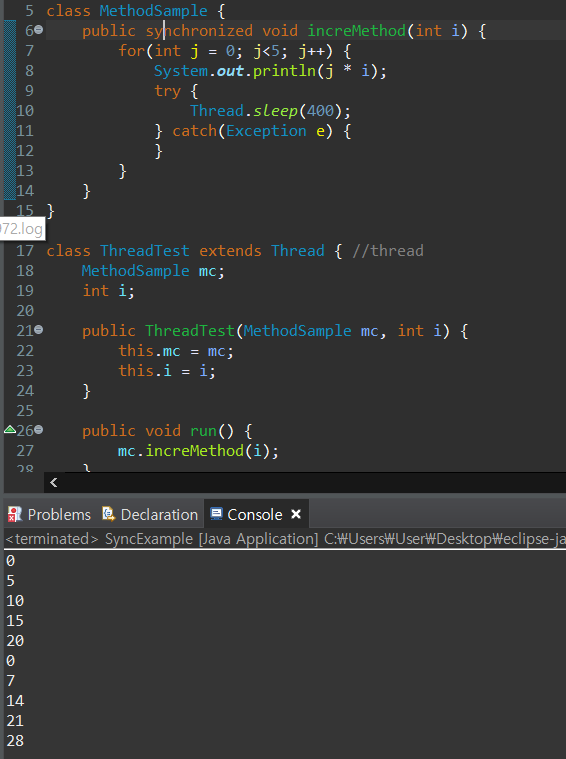 5 class MethodSample {
6 public synchronized void increMethod(int i) {
7 for(int j = 0; j<5; j++) {
8 System.out.println(j * i);
9 try {
10 Thread.sleep(400);
11 } catch(Exception e) {
12 }
13 }
14 }
15 }
972.log
17 class ThreadTest extends Thread { //thread
18 MethodSample mc;
19 int i;
20
21 public ThreadTest(MethodSample mc, int i) {
22 this.mc = mc;
23 this.i = i;
24 }
25
26 public void run() {
27 mc.increMethod(i);
28 }
Problems Declaration Console
<terminated> SyncExample [Java Application] C:₩Users₩User₩Desktop₩eclipse-ja
0
5
10
15
20
0
7
14
21
28